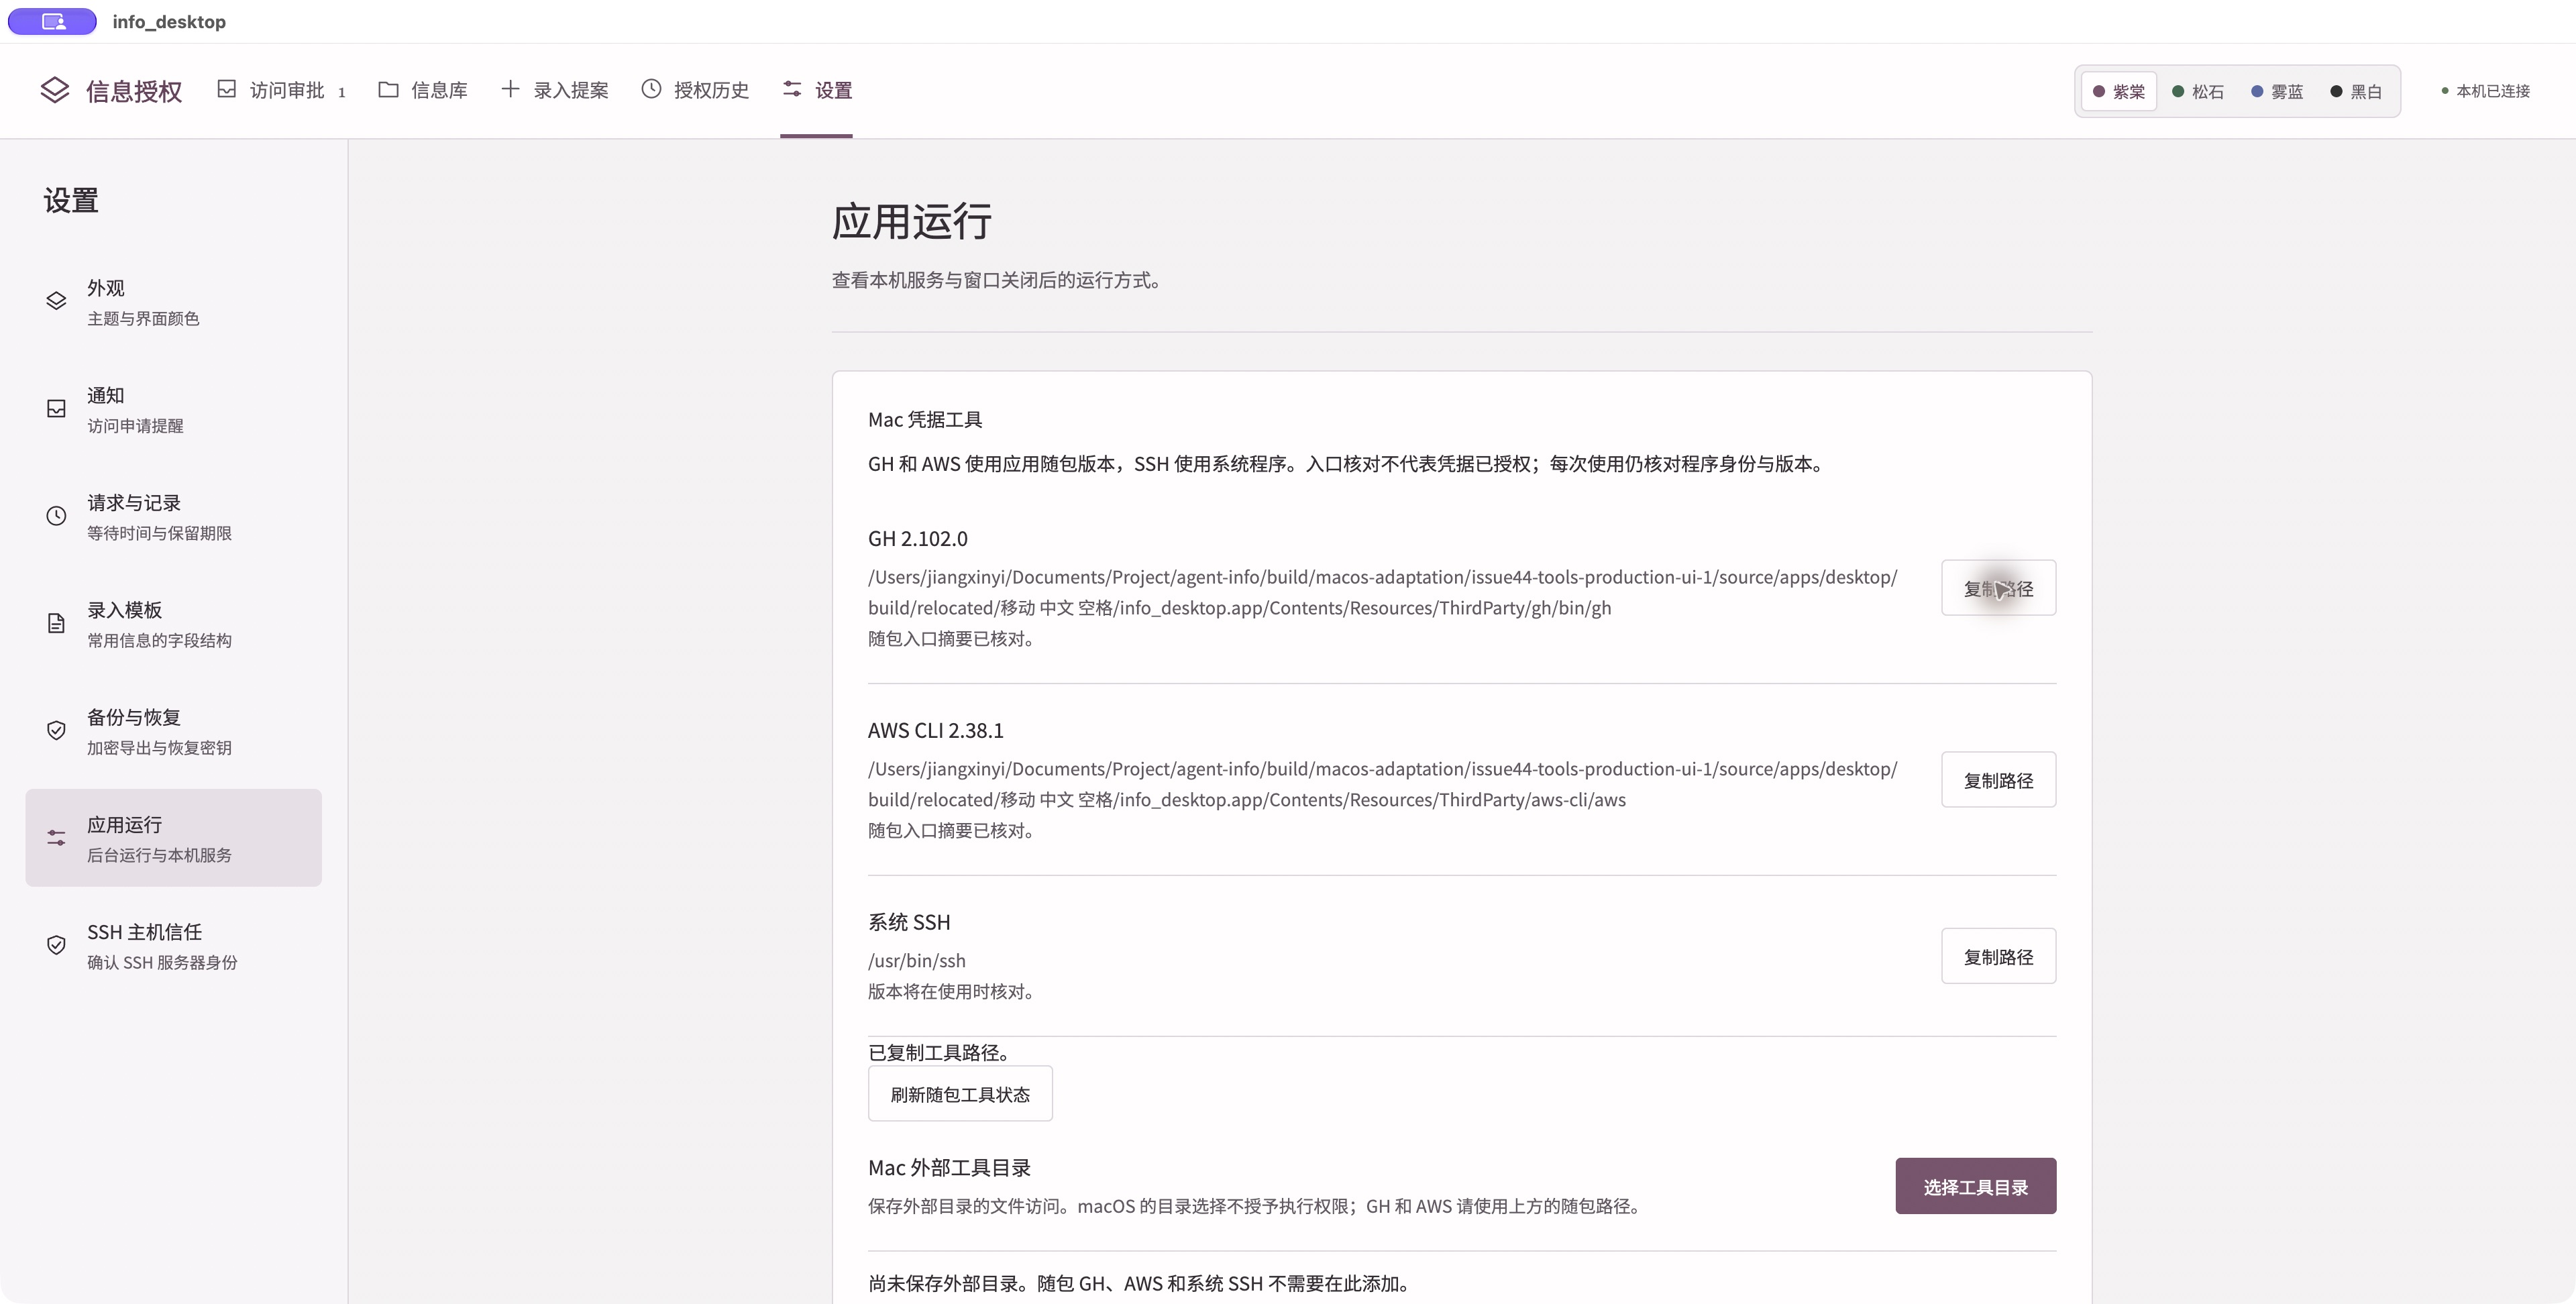 info_desktop
信息授权
访问审批 1
信息库
录入提案
授权历史
设置
紫棠
松石
雾蓝
黑白
本机已连接
设置
外观
主题与界面颜色
通知
访问申请提醒
请求与记录
等待时间与保留期限
录入模板
常用信息的字段结构
备份与恢复
加密导出与恢复密钥
应用运行
后台运行与本机服务
SSH 主机信任
确认 SSH 服务器身份
应用运行
查看本机服务与窗口关闭后的运行方式。
Mac 凭据工具
GH 和 AWS 使用应用随包版本，SSH 使用系统程序。入口核对不代表凭据已授权；每次使用仍核对程序身份与版本。
GH 2.102.0
/Users/jiangxinyi/Documents/Project/agent-info/build/macos-adaptation/issue44-tools-production-ui-1/source/apps/desktop/
build/relocated/移动 中文 空格/info_desktop.app/Contents/Resources/ThirdParty/gh/bin/gh
随包入口摘要已核对。
复制路径
AWS CLI 2.38.1
/Users/jiangxinyi/Documents/Project/agent-info/build/macos-adaptation/issue44-tools-production-ui-1/source/apps/desktop/
build/relocated/移动 中文 空格/info_desktop.app/Contents/Resources/ThirdParty/aws-cli/aws
随包入口摘要已核对。
复制路径
系统 SSH
/usr/bin/ssh
版本将在使用时核对。
复制路径
已复制工具路径。
刷新随包工具状态
Mac 外部工具目录
保存外部目录的文件访问。macOS 的目录选择不授予执行权限；GH 和 AWS 请使用上方的随包路径。
选择工具目录
尚未保存外部目录。随包 GH、AWS 和系统 SSH 不需要在此添加。